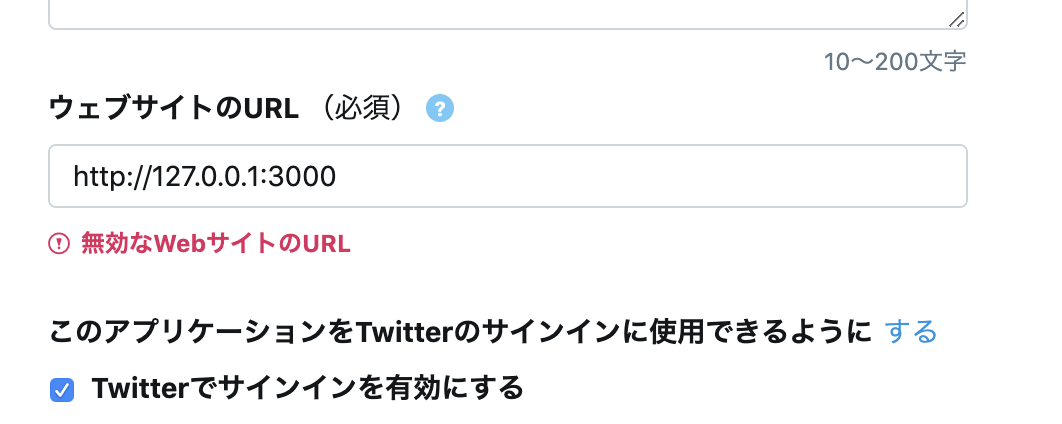 10〜200文字
ウェブサイトのURL （必須） ?
http://127.0.0.1:3000
無効なWebサイトのURL
このアプリケーションをTwitterのサインインに使用できるように する
Twitterでサインインを有効にする